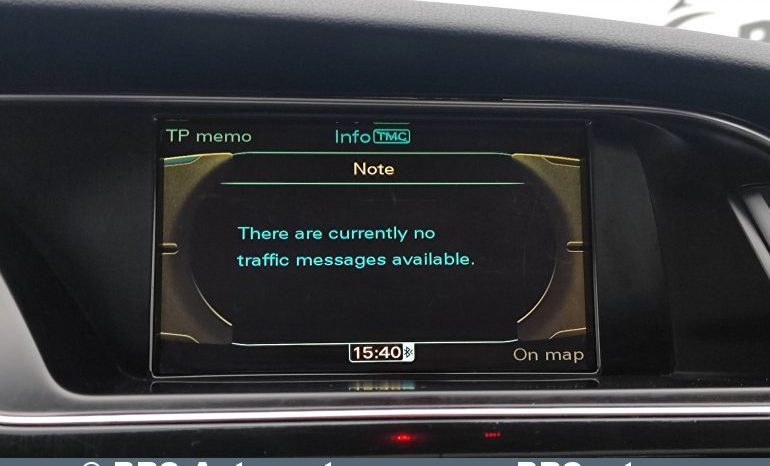 TP memo
Info TMC
Note
There are currently no
traffic messages available.
15:40
On map